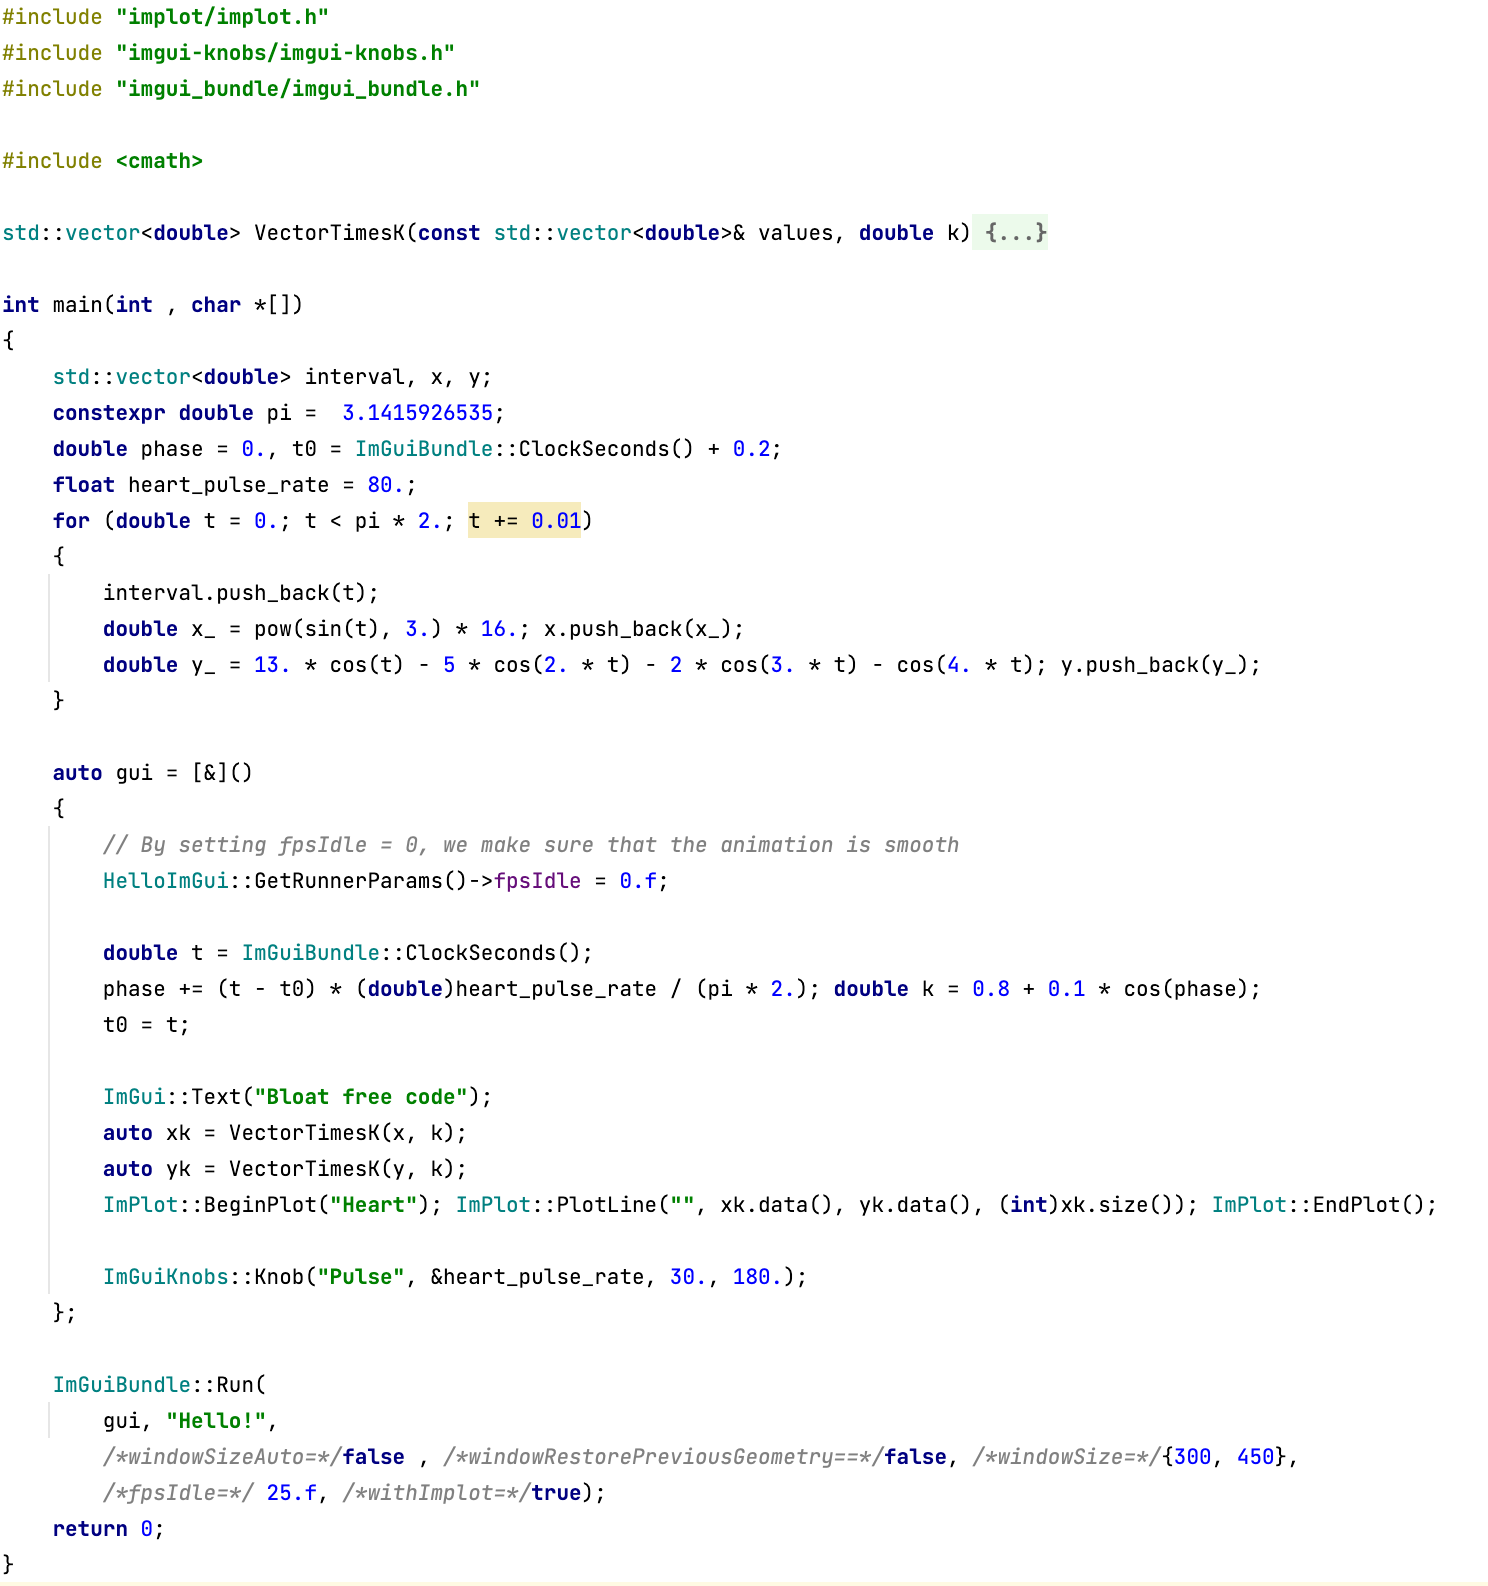 #include "implot/implot.h"
#include "imgui-knobs/imgui-knobs.h"
#include "imgui_bundle/imgui_bundle.h"

#include <cmath>

std::vector<double> VectorTimesK(const std::vector<double>& values, double k) {...}

int main(int , char *[])
{
    std::vector<double> interval, x, y;
    constexpr double pi =  3.1415926535;
    double phase = 0., t0 = ImGuiBundle::ClockSeconds() + 0.2;
    float heart_pulse_rate = 80.;
    for (double t = 0.; t < pi * 2.; t += 0.01)
    {
        interval.push_back(t);
        double x_ = pow(sin(t), 3.) * 16.; x.push_back(x_);
        double y_ = 13. * cos(t) - 5 * cos(2. * t) - 2 * cos(3. * t) - cos(4. * t); y.push_back(y_);
    }

    auto gui = [&]()
    {
        // By setting fpsIdle = 0, we make sure that the animation is smooth
        HelloImGui::GetRunnerParams()->fpsIdle = 0.f;

        double t = ImGuiBundle::ClockSeconds();
        phase += (t - t0) * (double)heart_pulse_rate / (pi * 2.); double k = 0.8 + 0.1 * cos(phase);
        t0 = t;

        ImGui::Text("Bloat free code");
        auto xk = VectorTimesK(x, k);
        auto yk = VectorTimesK(y, k);
        ImPlot::BeginPlot("Heart"); ImPlot::PlotLine("", xk.data(), yk.data(), (int)xk.size()); ImPlot::EndPlot();

        ImGuiKnobs::Knob("Pulse", &heart_pulse_rate, 30., 180.);
    };

    ImGuiBundle::Run(
        gui, "Hello!",
        /*windowSizeAuto=*/false , /*windowRestorePreviousGeometry==*/false, /*windowSize=*/{300, 450},
        /*fpsIdle=*/ 25.f, /*withImplot=*/true);
    return 0;
}